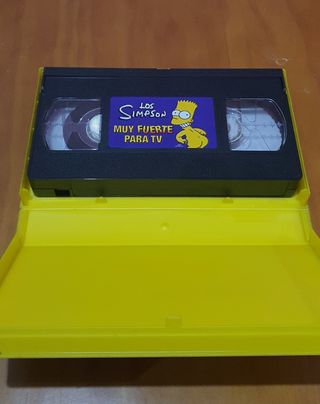 LOS
SIMPSON
MUY FUERTE
PARA TV